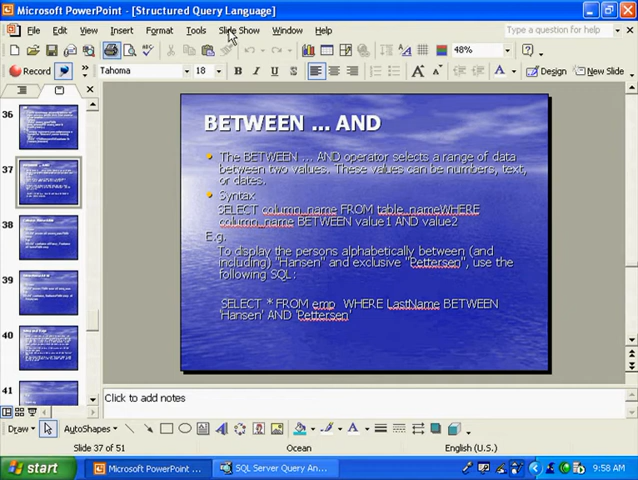 Microsoft PowerPoint - [Structured Query Language]
File Edit View Insert Format Tools Slide Show Window Help
Type a question for help
48%
Record Tahoma 18 B I U S A Design New Slide
36
37
38
39
40
41
BETWEEN ... AND
The BETWEEN ... AND operator selects a range of data
between two values. These values can be numbers, text,
or dates.
Syntax
SELECT column_name FROM table_nameWHERE
column_name BETWEEN value1 AND value2
E.g.
To display the persons alphabetically between (and
including) "Hansen" and exclusive "Pettersen", use the
following SQL:
SELECT * FROM emp WHERE LastName BETWEEN
'Hansen' AND 'Pettersen'
Click to add notes
Draw AutoShapes
Slide 37 of 51 Ocean English (U.S.)
start Microsoft PowerPoint ... SQL Server Query An... 9:58 AM